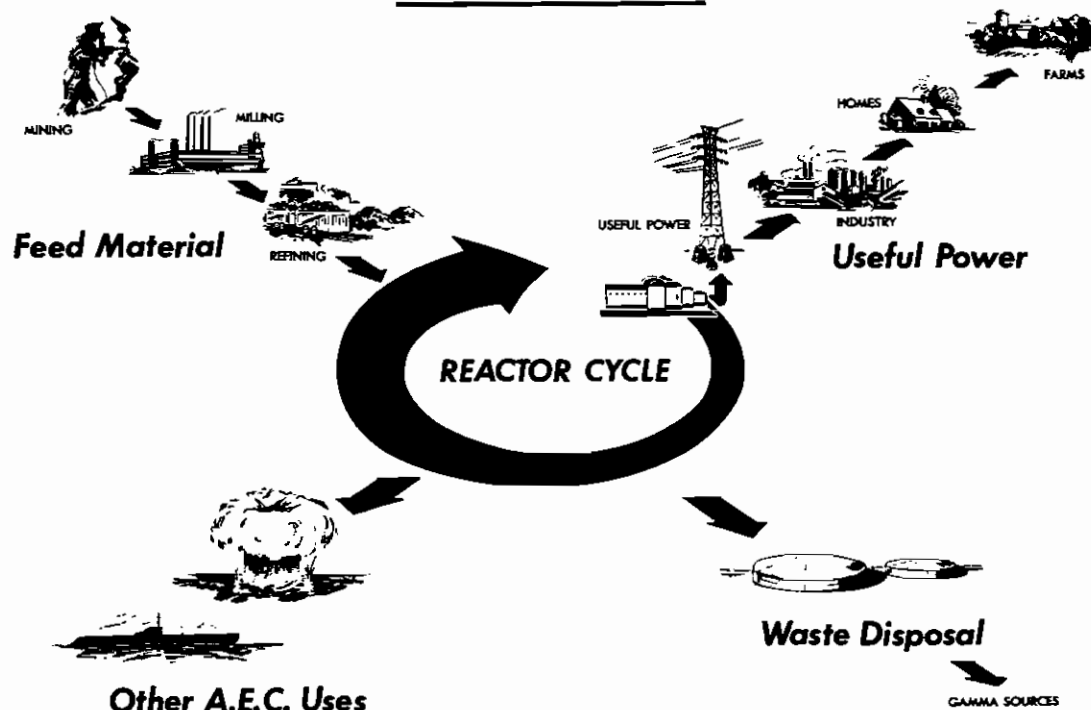 MINING
MILLING
REFINING
Feed Material
FARMS
HOMES
INDUSTRY
USEFUL POWER
Useful Power
REACTOR CYCLE
Other A.E.C. Uses
Waste Disposal
GAMMA SOURCES